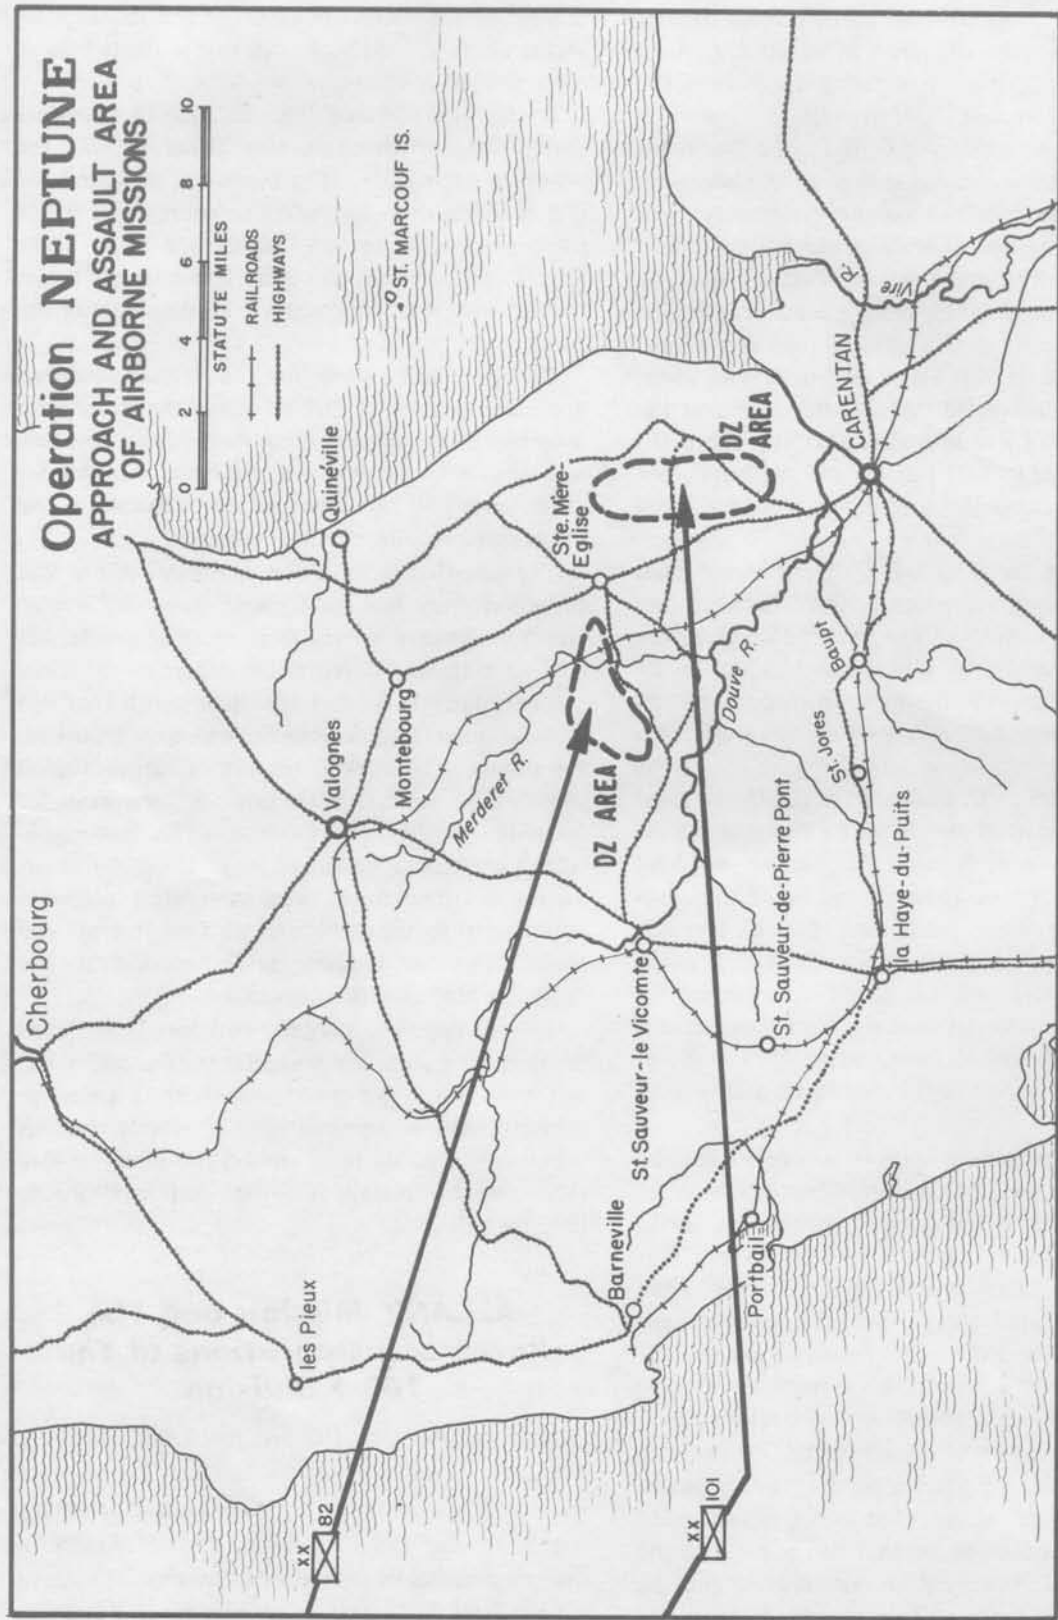 Operation NEPTUNE
APPROACH AND ASSAULT AREA
OF AIRBORNE MISSIONS
0 2 4 6 8 10
STATUTE MILES
RAILROADS
HIGHWAYS
ST. MARCOUF IS.
Cherbourg
Quinéville
Valognes
Montebourg
les Pieux
Merderet R.
Ste. Mere-
Eglise
DZ AREA
DZ
AREA
XX
82
St. Sauveur-le Vicomte
Douve R.
Barneville
CARENTAN
Vire
R.
Portbail
St. Sauveur-de-Pierre Pont
St. Jores
Baupt
la Haye-du-Puits
XX
101